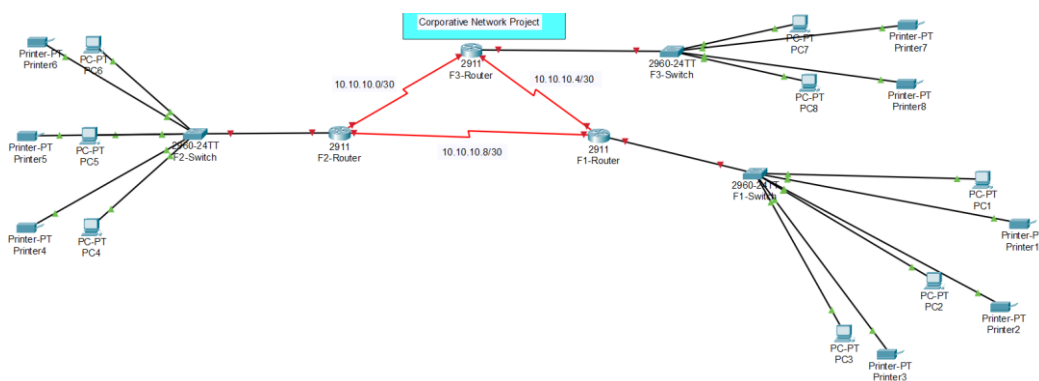 Corporative Network Project
Printer-PT
Printer6
PC-PT
PC6
2911
F3-Router
2960-24TT
F3-Switch
PC-PT
PC7
Printer-PT
Printer7
10.10.10.0/30
10.10.10.4/30
PC-PT
PC8
Printer-PT
Printer8
Printer-PT
Printer5
PC-PT
PC5
2960-24TT
F2-Switch
2911
F2-Router
10.10.10.8/30
2911
F1-Router
2960-24TT
F1-Switch
PC-PT
PC1
Printer-PT
Printer4
PC-PT
PC4
Printer-P
Printer1
PC-PT
PC2
Printer-PT
Printer2
PC-PT
PC3
Printer-PT
Printer3